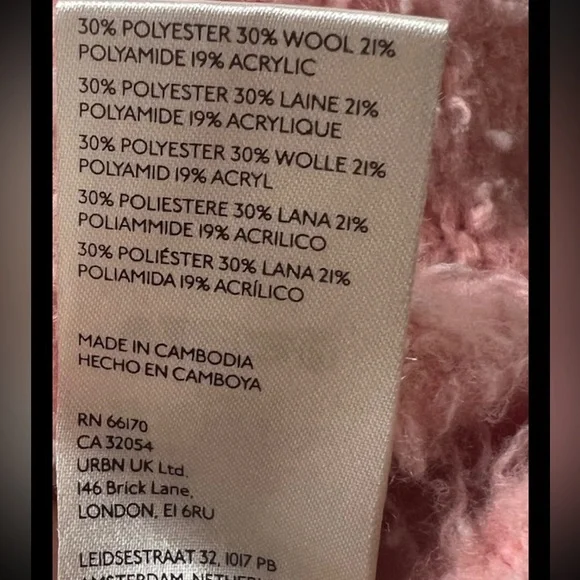 30% POLYESTER 30% WOOL 21%
POLYAMIDE 19% ACRYLIC
30% POLYESTER 30% LAINE 21%
POLYAMIDE 19% ACRYLIQUE
30% POLYESTER 30% WOLLE 21%
POLYAMID 19% ACRYL
30% POLIESTERE 30% LANA 21%
POLIAMMIDE 19% ACRILICO
30% POLIÉSTER 30% LANA 21%
POLIAMIDA 19% ACRÍLICO
MADE IN CAMBODIA
HECHO EN CAMBOYA
RN 66170
CA 32054
URBN UK Ltd.
146 Brick Lane,
LONDON, E1 6RU
LEIDSESTRAAT 32, 1017 PB
AMSTERDAM,